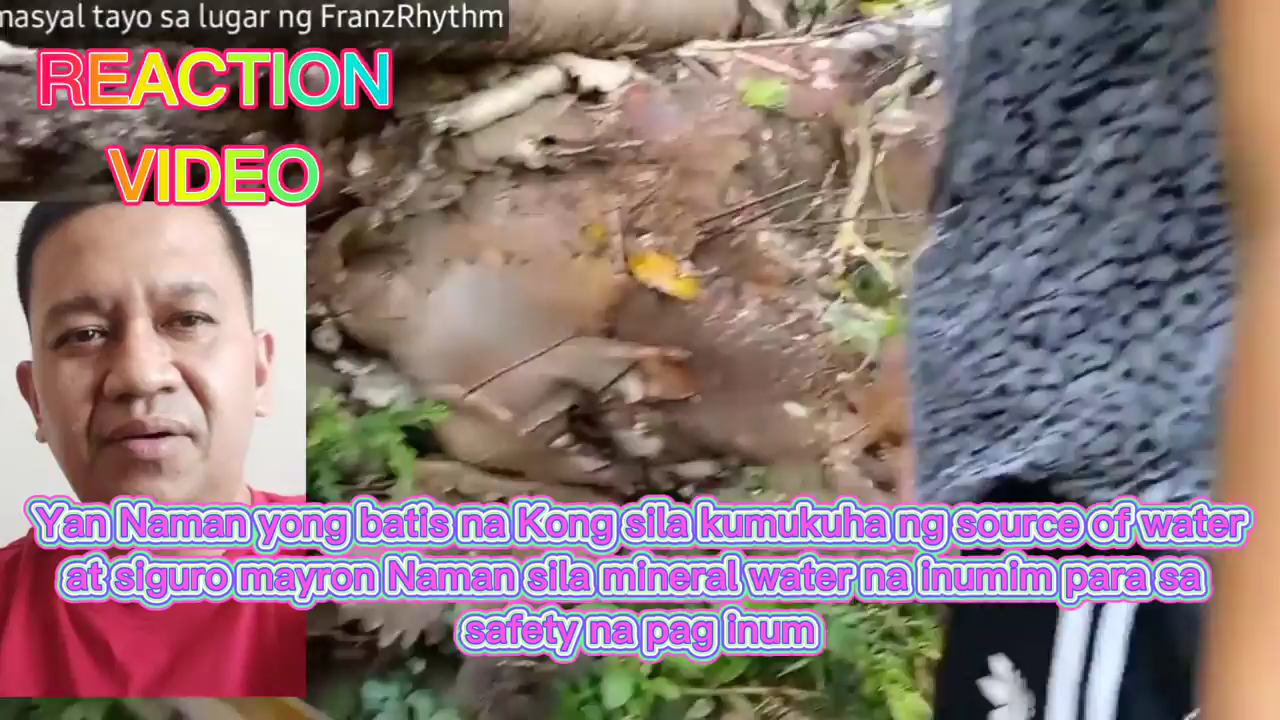 masyal tayo sa lugar ng FranzRhythm
REACTION
VIDEO
Yan Naman yong batis na Kong sila kumukuha ng source of water
at siguro mayron Naman sila mineral water na inumim para sa
safety na pag inum